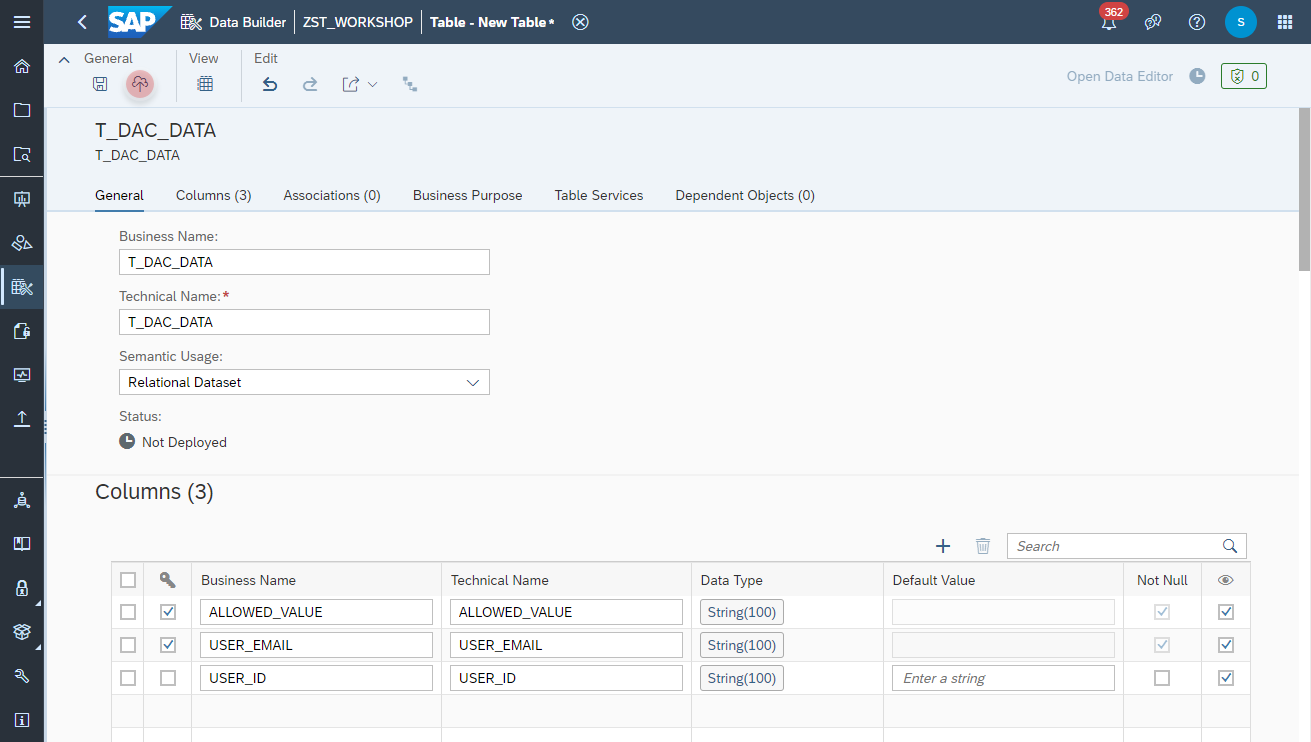 SAP Data Builder ZST_WORKSHOP Table - New Table* 362 S
General View Edit
Open Data Editor 0
T_DAC_DATA
T_DAC_DATA
General Columns (3) Associations (0) Business Purpose Table Services Dependent Objects (0)
Business Name:
T_DAC_DATA
Technical Name:*
T_DAC_DATA
Semantic Usage:
Relational Dataset
Status:
Not Deployed
Columns (3)
Search
Business Name Technical Name Data Type Default Value Not Null
ALLOWED_VALUE ALLOWED_VALUE String(100)
USER_EMAIL USER_EMAIL String(100)
USER_ID USER_ID String(100) Enter a string